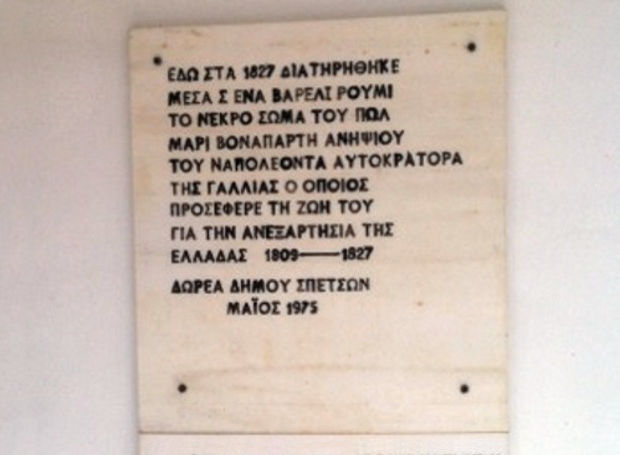 ΕΔΩ ΣΤΑ 1827 ΔΙΑΤΗΡΗΘΗΚΕ
ΜΕΣΑ Σ ΕΝΑ ΒΑΡΕΛΙ ΡΟΥΜΙ
ΤΟ ΝΕΚΡΟ ΣΩΜΑ ΤΟΥ ΠΩΛ
ΜΑΡΙ ΒΟΝΑΠΑΡΤΗ ΑΝΗΨΙΟΥ
ΤΟΥ ΝΑΠΟΛΕΟΝΤΑ ΑΥΤΟΚΡΑΤΟΡΑ
ΤΗΣ ΓΑΛΛΙΑΣ Ο ΟΠΟΙΟΣ
ΠΡΟΣΕΦΕΡΕ ΤΗ ΖΩΗ ΤΟΥ
ΓΙΑ ΤΗΝ ΑΝΕΞΑΡΤΗΣΙΑ ΤΗΣ
ΕΛΛΑΔΑΣ 1809—1827
ΔΩΡΕΑ ΔΗΜΟΥ ΣΠΕΤΣΩΝ
ΜΑΪΟΣ 1975